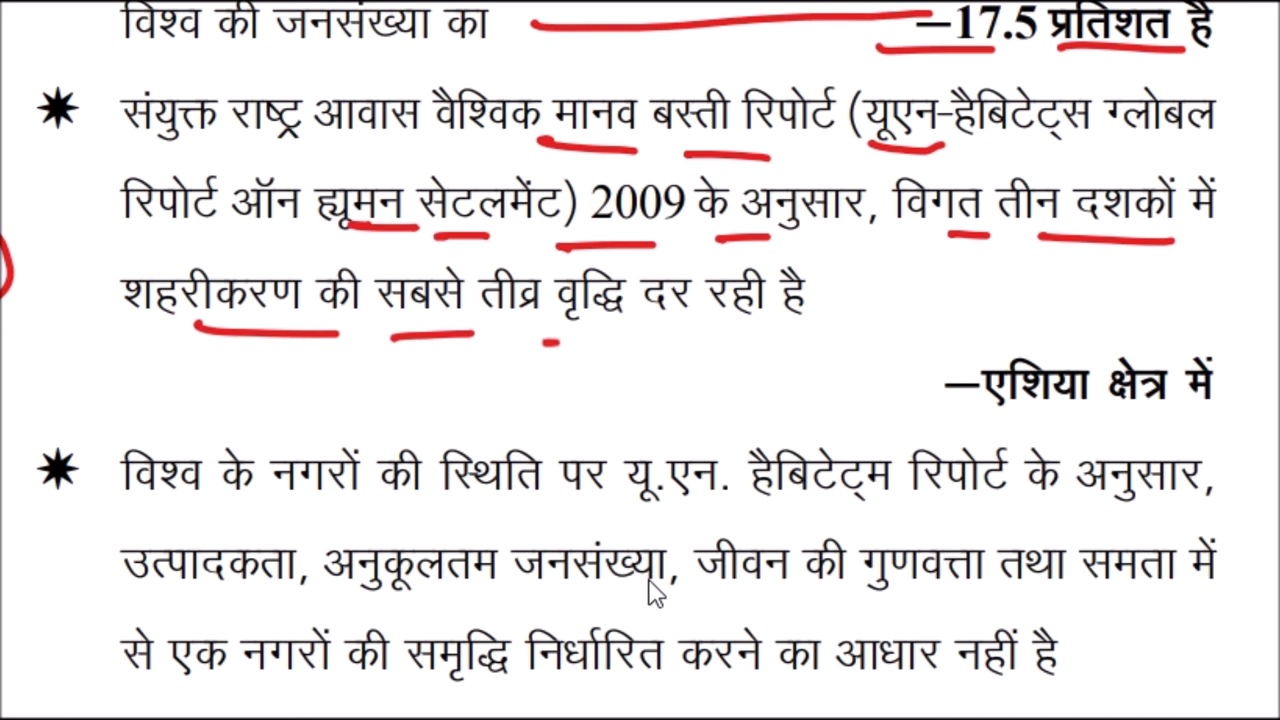 विश्व की जनसंख्या का —17.5 प्रतिशत है
✷ संयुक्त राष्ट्र आवास वैश्विक मानव बस्ती रिपोर्ट (यूएन-हैबिटेट्स ग्लोबल
रिपोर्ट ऑन ह्यूमन सेटलमेंट) 2009 के अनुसार, विगत तीन दशकों में
शहरीकरण की सबसे तीव्र वृद्धि दर रही है
—एशिया क्षेत्र में
✷ विश्व के नगरों की स्थिति पर यू.एन. हैबिटेट्म रिपोर्ट के अनुसार,
उत्पादकता, अनुकूलतम जनसंख्या, जीवन की गुणवत्ता तथा समता में
से एक नगरों की समृद्धि निर्धारित करने का आधार नहीं है